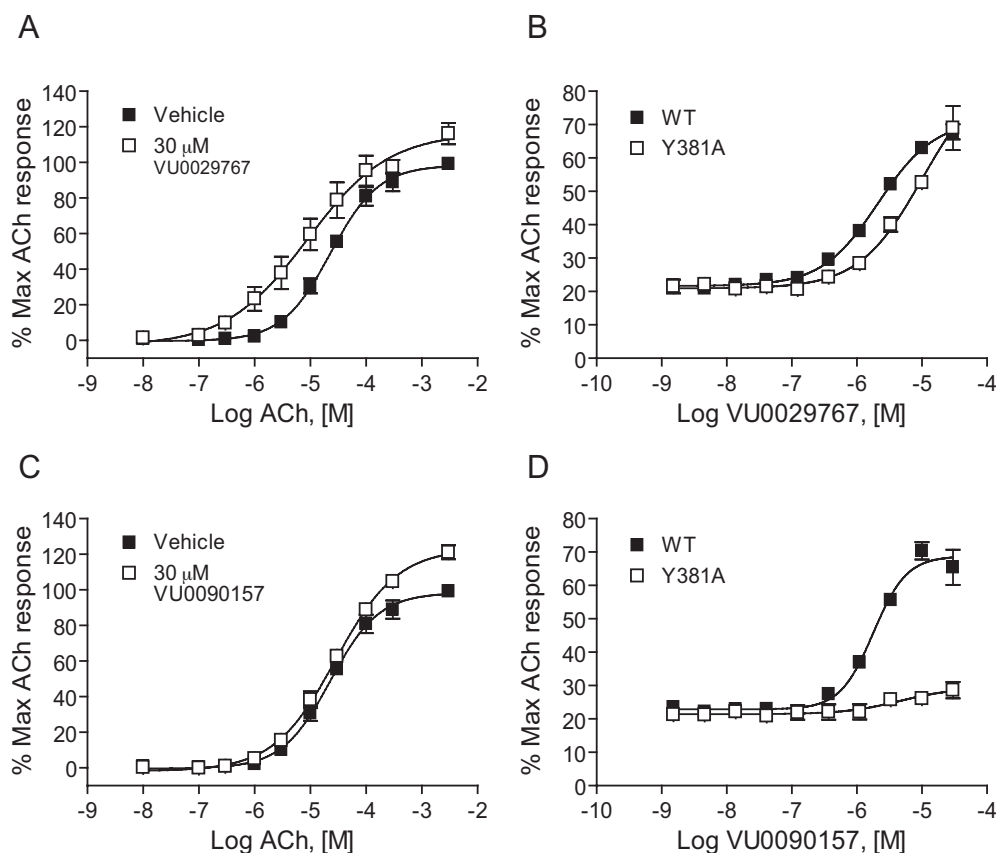 A
% Max ACh response
140
120
100
80
60
40
20
0
Vehicle
30 μM
VU0029767
-9 -8 -7 -6 -5 -4 -3 -2
Log ACh, [M]
B
% Max ACh response
80
70
60
50
40
30
20
10
0
WT
Y381A
-10 -9 -8 -7 -6 -5 -4
Log VU0029767, [M]
C
% Max ACh response
140
120
100
80
60
40
20
0
Vehicle
30 μM
VU0090157
-9 -8 -7 -6 -5 -4 -3 -2
Log ACh, [M]
D
% Max ACh response
80
70
60
50
40
30
20
10
0
WT
Y381A
-10 -9 -8 -7 -6 -5 -4
Log VU0090157, [M]